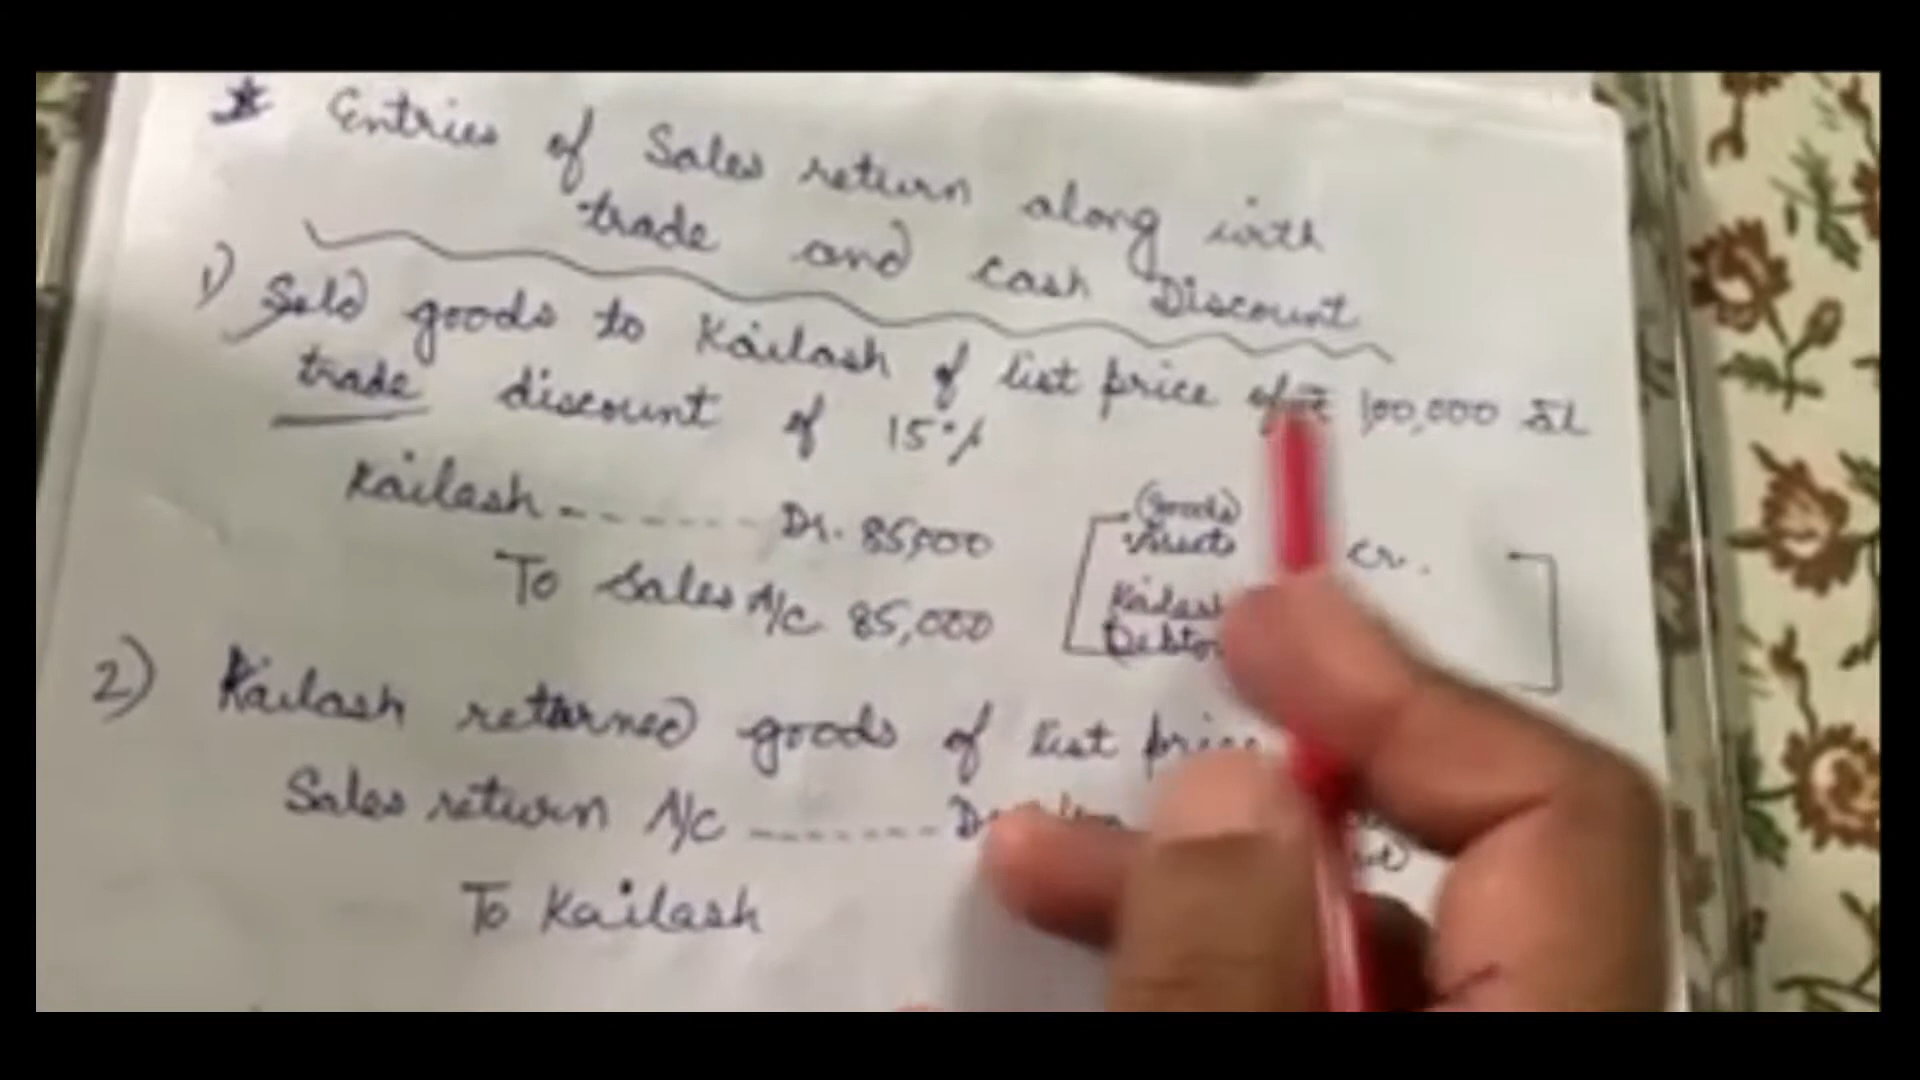 * Entries of Sales return along with
trade and cash Discount
1) Sold goods to Kailash of list price of ₹ 100,000 at
trade discount of 15%
Kailash ------- Dr. 85,000
To Sales A/c 85,000
(Goods)
Cr.
Kailash
Debtor
2) Kailash returned goods of list price
Sales return A/c ------- Dr
To Kailash